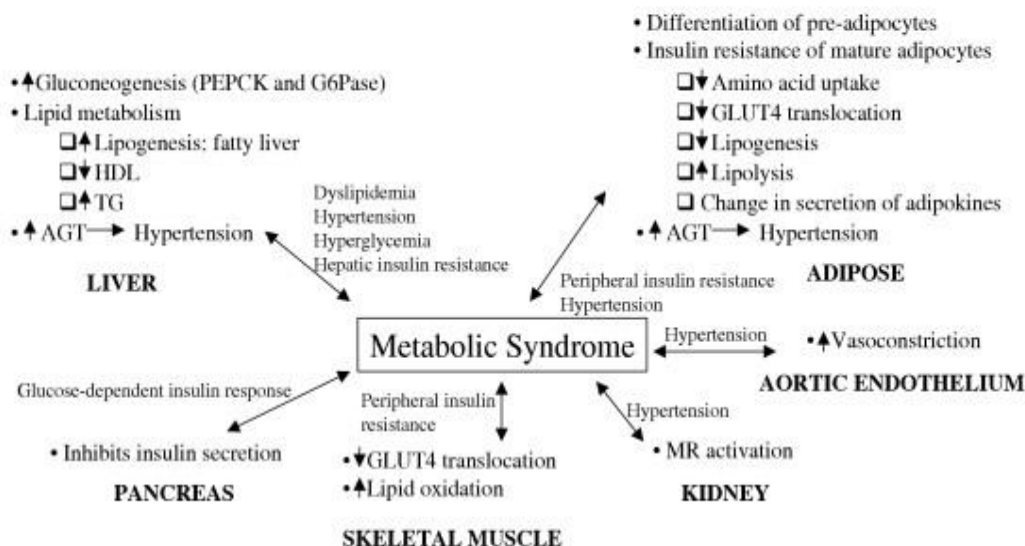 • ↑Gluconeogenesis (PEPCK and G6Pase)
• Lipid metabolism
❑↑Lipogenesis: fatty liver
❑↓HDL
❑↑TG
• ↑AGT → Hypertension
LIVER
Dyslipidemia
Hypertension
Hyperglycemia
Hepatic insulin resistance
• Differentiation of pre-adipocytes
• Insulin resistance of mature adipocytes
❑↓Amino acid uptake
❑↓GLUT4 translocation
❑↓Lipogenesis
❑↑Lipolysis
❑ Change in secretion of adipokines
• ↑AGT → Hypertension
ADIPOSE
Peripheral insulin resistance
Hypertension
Metabolic Syndrome
Hypertension
• ↑Vasoconstriction
AORTIC ENDOTHELIUM
Glucose-dependent insulin response
• Inhibits insulin secretion
PANCREAS
Peripheral insulin
resistance
• ↓GLUT4 translocation
• ↑Lipid oxidation
SKELETAL MUSCLE
Hypertension
• MR activation
KIDNEY